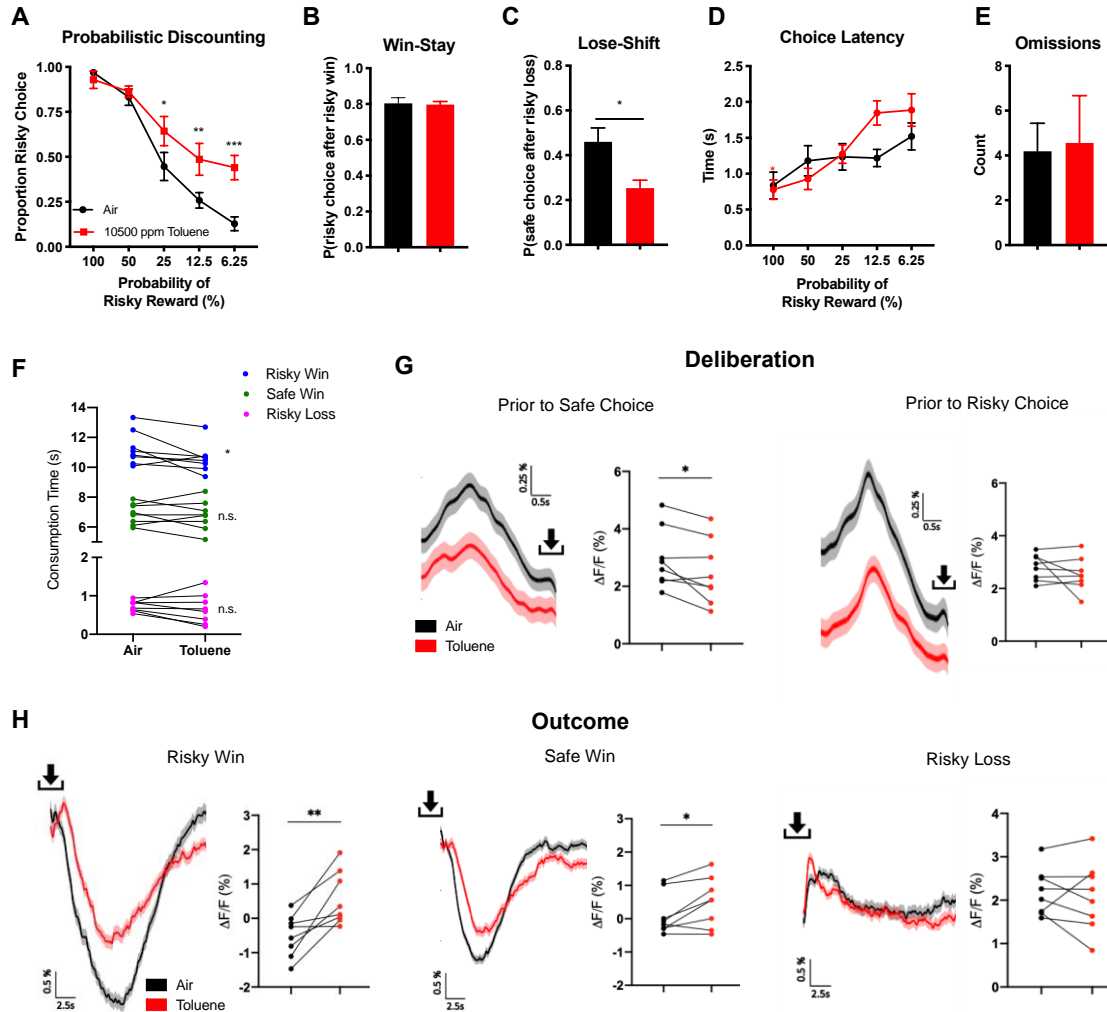 A
Probabilistic Discounting
Proportion Risky Choice
1.00
0.75
0.50
0.25
0.00
*
**
***
Air
10500 ppm Toluene
100 50 25 12.5 6.25
Probability of
Risky Reward (%)
B
Win-Stay
P(risky choice after risky win)
1.0
0.8
0.6
0.4
0.2
0.0
C
Lose-Shift
P(safe choice after risky loss)
0.8
0.6
0.4
0.2
0.0
*
D
Choice Latency
Time (s)
2.5
2.0
1.5
1.0
0.5
0.0
*
100 50 25 12.5 6.25
Probability of
Risky Reward (%)
E
Omissions
Count
8
6
4
2
0
F
Risky Win
Safe Win
Risky Loss
Consumption Time (s)
14
12
10
8
6
2
1
0
*
n.s.
n.s.
Air Toluene
G
Deliberation
Prior to Safe Choice
0.25 %
0.5s
Air
Toluene
ΔF/F (%)
6
4
2
0
*
Prior to Risky Choice
0.25 %
0.5s
ΔF/F (%)
6
4
2
0
H
Outcome
Risky Win
0.5 %
2.5s
Air
Toluene
ΔF/F (%)
3
2
1
0
-1
-2
**
Safe Win
0.5 %
2.5s
ΔF/F (%)
3
2
1
0
-1
-2
*
Risky Loss
0.5 %
2.5s
ΔF/F (%)
4
3
2
1
0